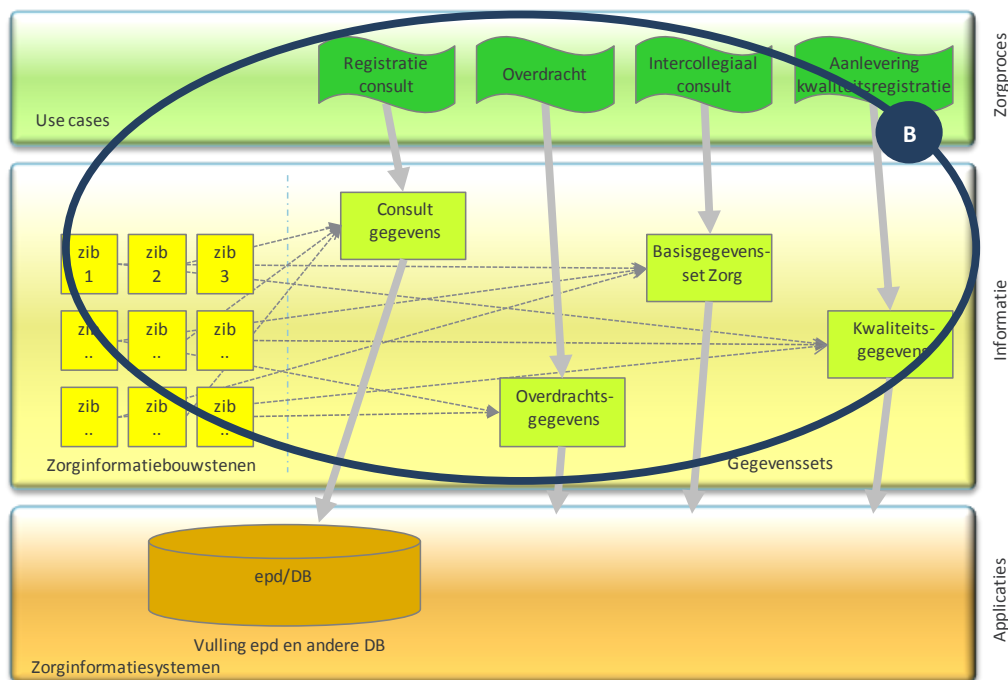 Registratie
consult
Overdracht
Intercollegiaal
consult
Aanlevering
kwaliteitsregistratie
Use cases
Zorgproces
B
Consult
gegevens
zib
1
zib
2
zib
3
Basisgegevens-
set Zorg
zib
..
zib
..
zib
..
Kwaliteits-
gegevens
zib
..
zib
..
zib
..
Overdrachts-
gegevens
Zorginformatiebouwstenen
Gegevenssets
Informatie
epd/DB
Vulling epd en andere DB
Zorginformatiesystemen
Applicaties